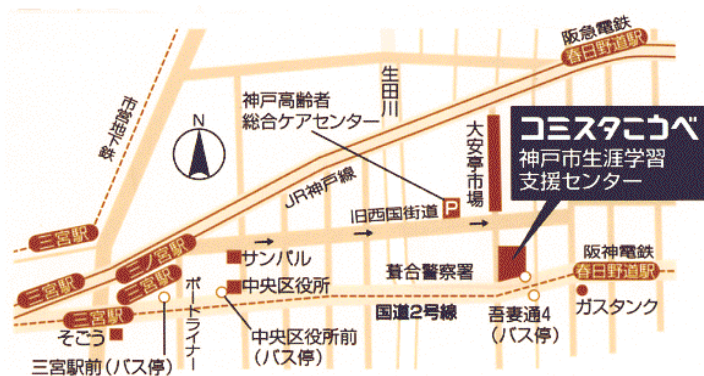 阪急電鉄
春日野道駅
生田川
神戸高齢者
総合ケアセンター
N
市営地下鉄
大安亭市場
コミスタこうべ
神戸市生涯学習
支援センター
JR神戸線
P
旧西国街道
三宮駅
三ノ宮駅
サンパル
葺合警察署
阪神電鉄
春日野道駅
三宮駅
三宮駅
中央区役所
ポートライナー
三宮駅
国道2号線
ガスタンク
そごう
中央区役所前
(バス停)
吾妻通4
(バス停)
三宮駅前(バス停)